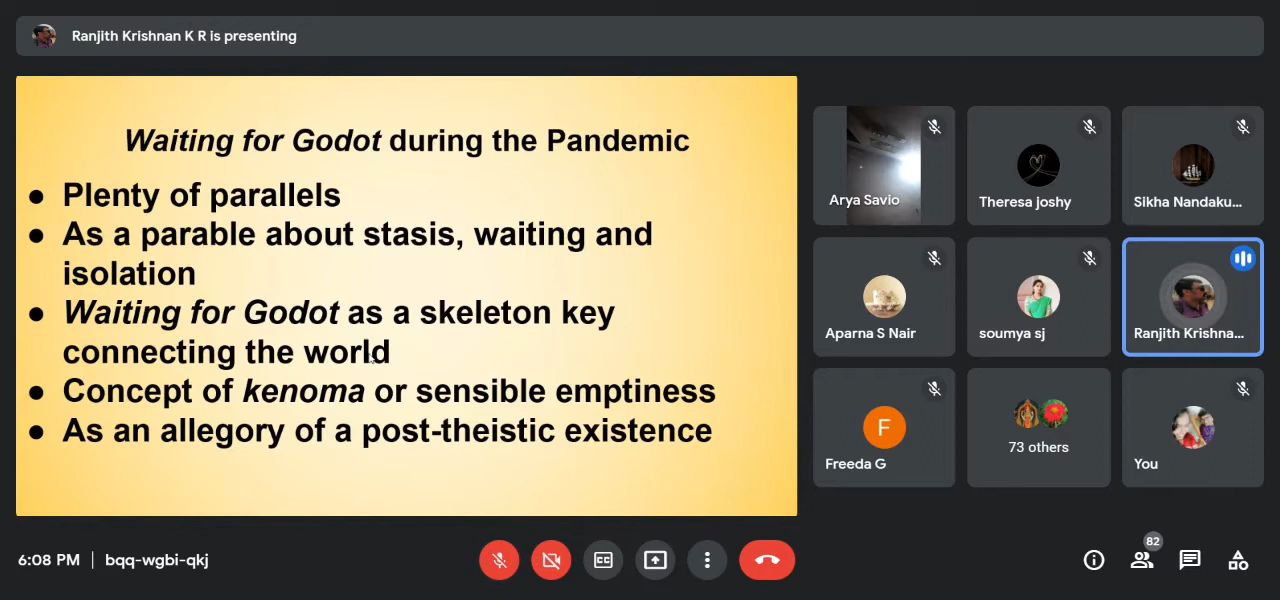 Ranjith Krishnan K R is presenting
Waiting for Godot during the Pandemic
● Plenty of parallels
● As a parable about stasis, waiting and
isolation
● Waiting for Godot as a skeleton key
connecting the world
● Concept of kenoma or sensible emptiness
● As an allegory of a post-theistic existence
Arya Savio
Theresa joshy
Sikha Nandaku...
Aparna S Nair
soumya sj
Ranjith Krishna...
F
Freeda G
73 others
You
6:08 PM | bqq-wgbi-qkj
CC
82